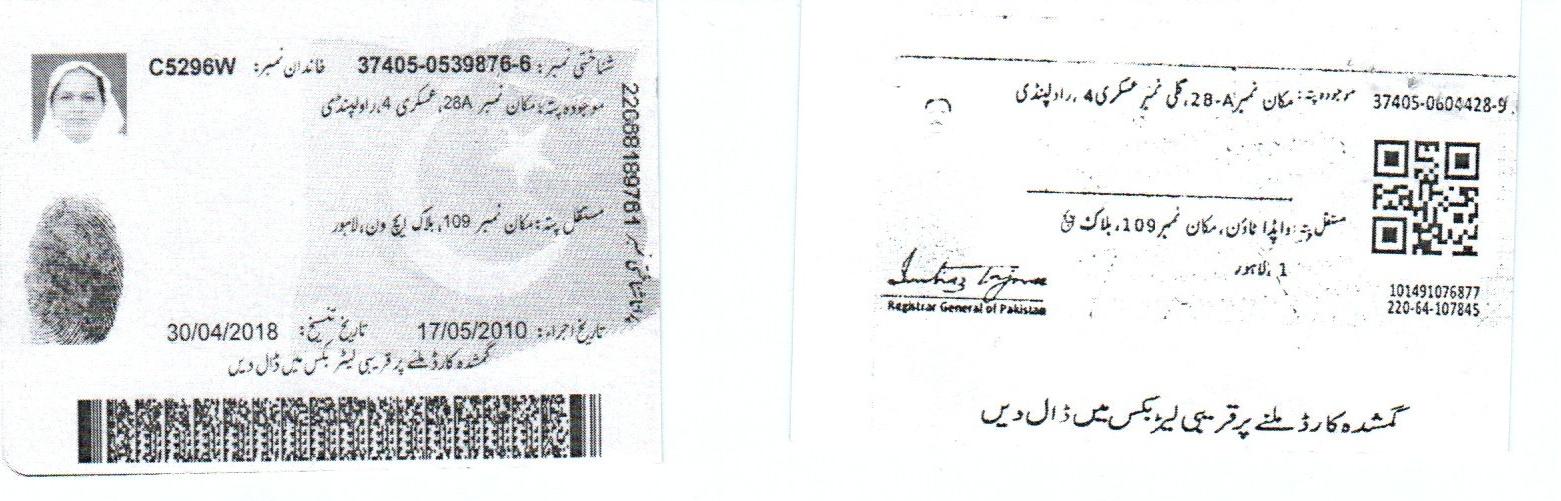 شناختی نمبر: 37405-0539876-6 خاندان نمبر: C5296W
موجودہ پتہ: مکان نمبر 28A، عسکری 4، راولپنڈی
مستقل پتہ: مکان نمبر 109، بلاک ایچ ون، لاہور
تاریخ اجراء: 17/05/2010 تاریخ تنسیخ: 30/04/2018
گمشدہ کارڈ ملنے پر قریبی لیٹر بکس میں ڈال دیں
37405-0604428-9
موجودہ پتہ: مکان نمبر 28-A، گلی نمبر عسکری 4، راولپنڈی
مستقل پتہ: واپڈا ٹاؤن، مکان نمبر 109، بلاک ایچ
1، لاہور
Registrar General of Pakistan
101491076877
220-64-107845
گمشدہ کارڈ ملنے پر قریبی لیٹر بکس میں ڈال دیں